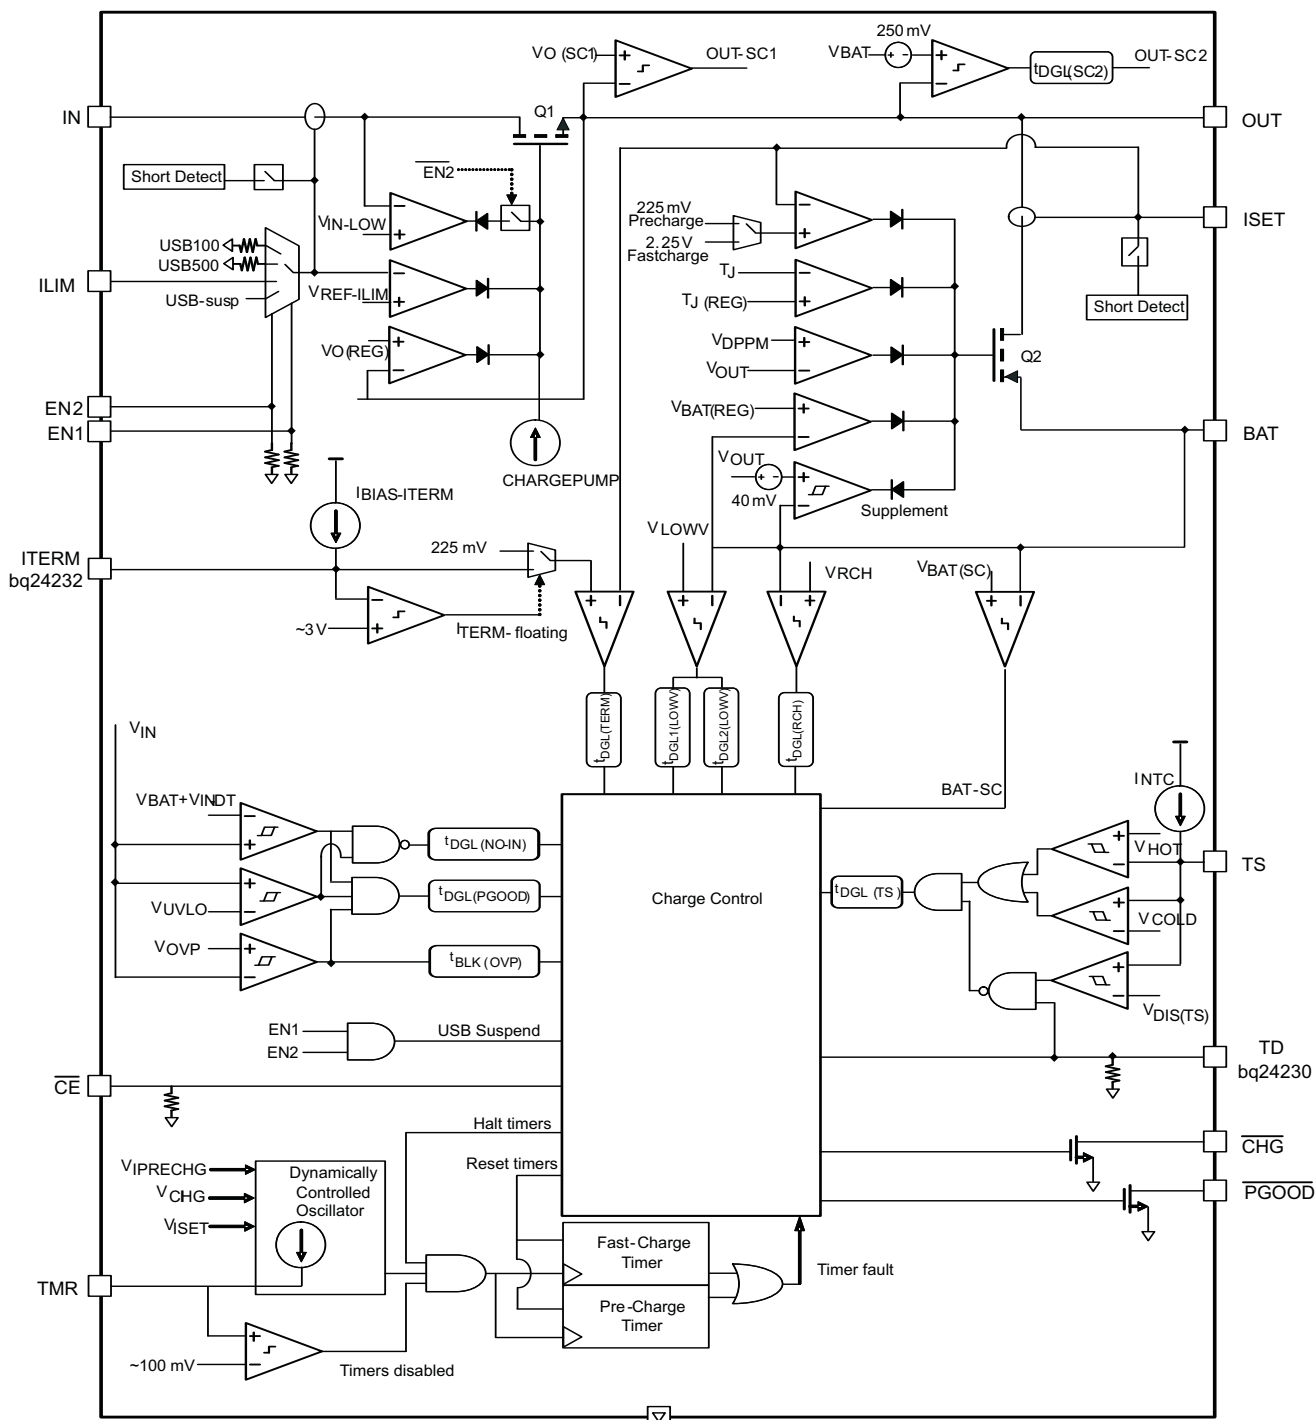 250 mV
VO (SC1)
OUT-SC1
VBAT
tDGL(SC2)
OUT-SC2
+
−
+
−
+ -
IN
Q1
OUT
Short Detect
EN2
225 mV
Precharge
2.25V
Fastcharge
ISET
VIN-LOW
USB100
USB500
ILIM
USB-susp
VREF-ILIM
TJ
TJ (REG)
Short Detect
VO(REG)
VDPPM
VOUT
Q2
EN2
EN1
VBAT(REG)
BAT
CHARGEPUMP
VOUT
40 mV
Supplement
IBIAS-ITERM
VLOWV
ITERM
bq24232
225 mV
VRCH
VBAT(SC)
~3 V
ITERM- floating
tDGL(TERM)
tDGL1(LOWV)
tDGL2(LOWV)
tDGL(RCH)
VIN
BAT-SC
INTC
VBAT+VINDT
tDGL(NO-IN)
VHOT
TS
VUVLO
tDGL(PGOOD)
Charge Control
tDGL (TS)
VCOLD
VOVP
tBLK(OVP)
VDIS(TS)
EN1
EN2
USB Suspend
TD
bq24230
CE
Halt timers
Reset timers
CHG
VIPRECHG
VCHG
VISET
Dynamically
Controlled
Oscillator
PGOOD
Fast-Charge
Timer
TMR
Timer fault
Pre-Charge
Timer
~100 mV
Timers disabled